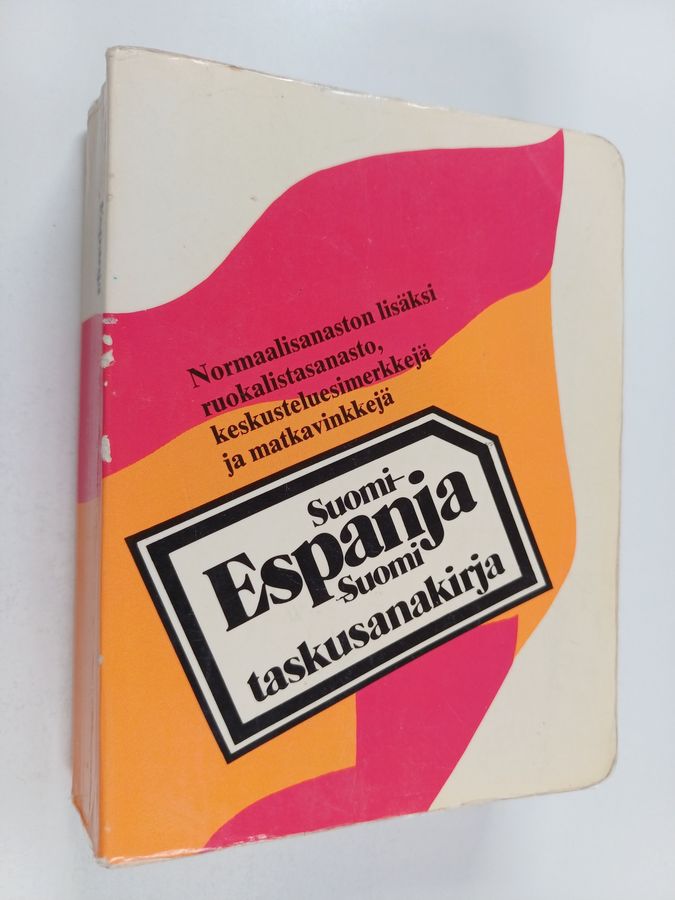 Normaalisanaston lisäksi
ruokalistasanasto,
keskusteluesimerkkejä
ja matkavinkkejä
Suomi–
Espanja
–Suomi
taskusanakirja